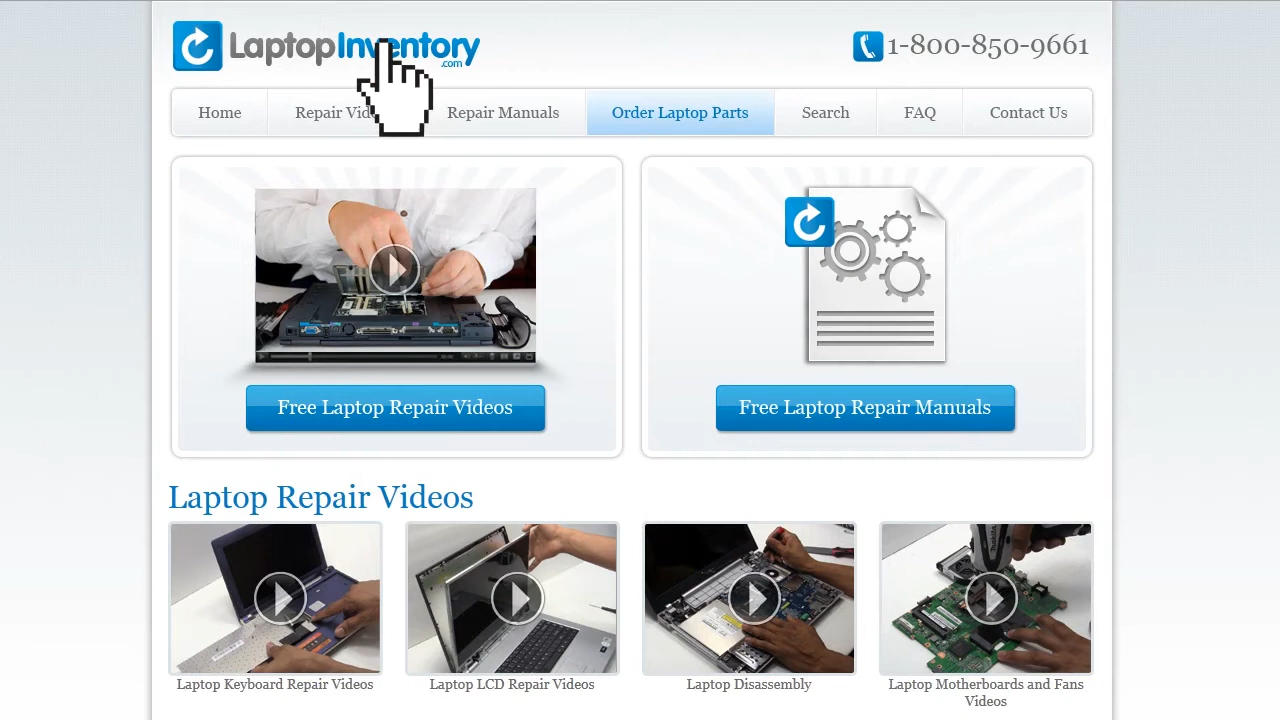 LaptopInventory
.com
1-800-850-9661
Home
Repair Manuals
Order Laptop Parts
Search
FAQ
Contact Us
Free Laptop Repair Videos
Free Laptop Repair Manuals
Laptop Repair Videos
Laptop Keyboard Repair Videos
Laptop LCD Repair Videos
Laptop Disassembly
Laptop Motherboards and Fans
Videos